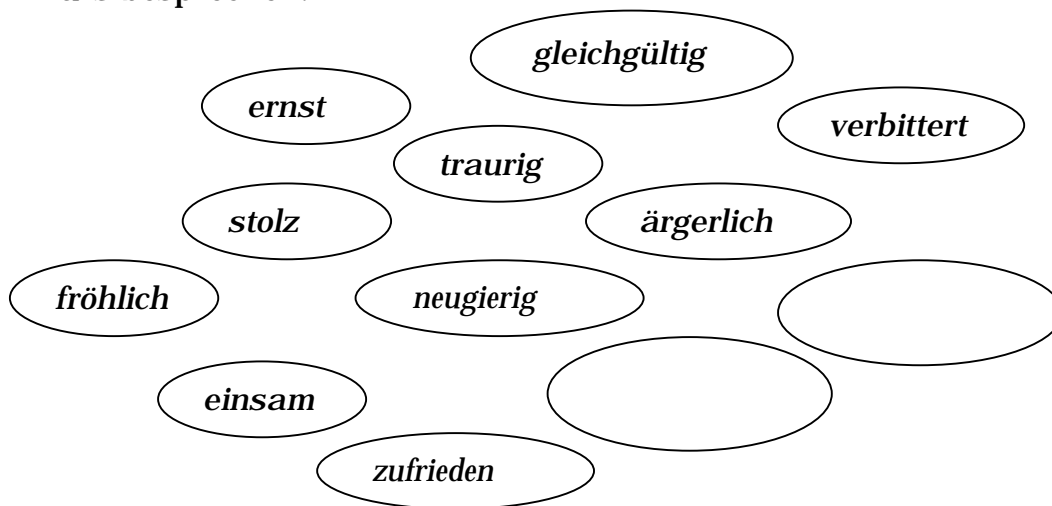 gleichgültig
ernst
verbittert
traurig
stolz
ärgerlich
fröhlich
neugierig
einsam
zufrieden